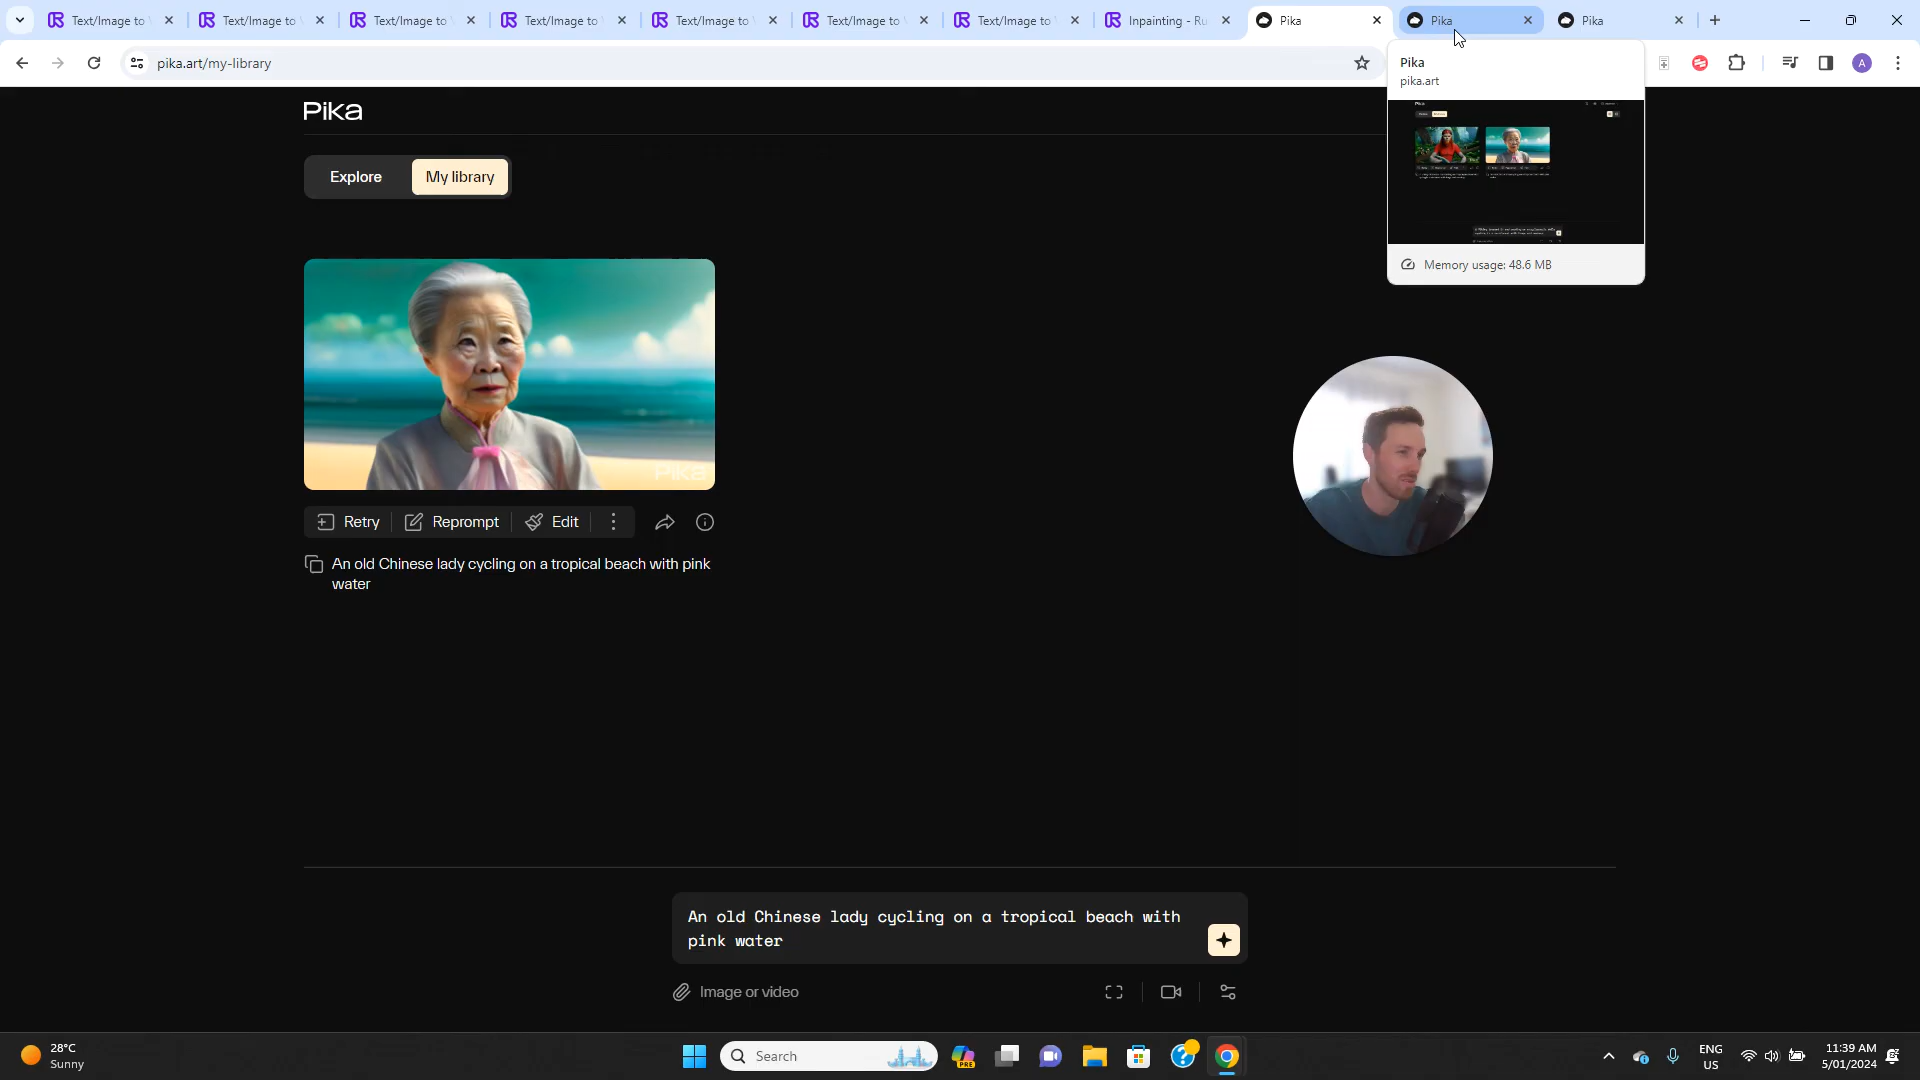 Text/Image to V
Text/Image to V
Text/Image to V
Text/Image to V
Text/Image to V
Text/Image to V
Text/Image to V
Inpainting - Ru
Pika
Pika
Pika
pika.art/my-library
A
Pika
pika.art
Memory usage: 48.6 MB
Pika
Explore
My library
Pika
Retry
Reprompt
Edit
An old Chinese lady cycling on a tropical beach with pink
water
An old Chinese lady cycling on a tropical beach with
pink water
Image or video
28°C
Sunny
Search
PRE
ENG
US
11:39 AM
5/01/2024